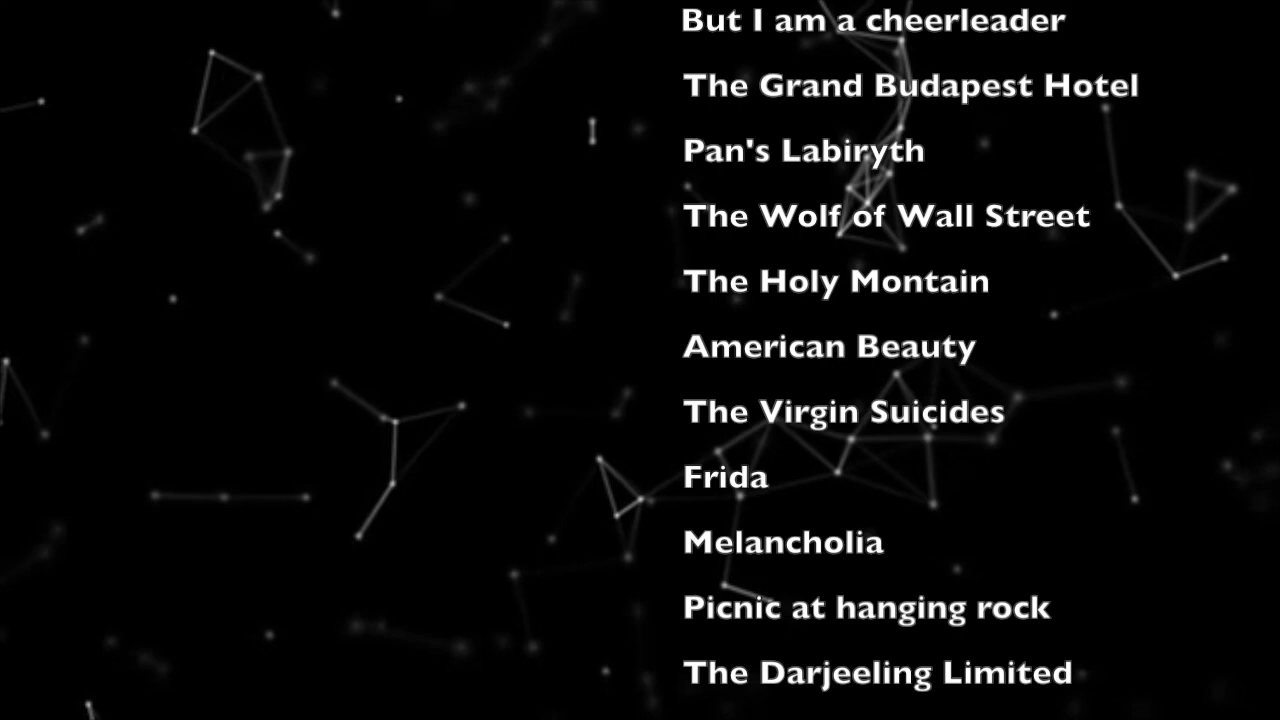 But I am a cheerleader
The Grand Budapest Hotel
Pan's Labiryth
The Wolf of Wall Street
The Holy Montain
American Beauty
The Virgin Suicides
Frida
Melancholia
Picnic at hanging rock
The Darjeeling Limited